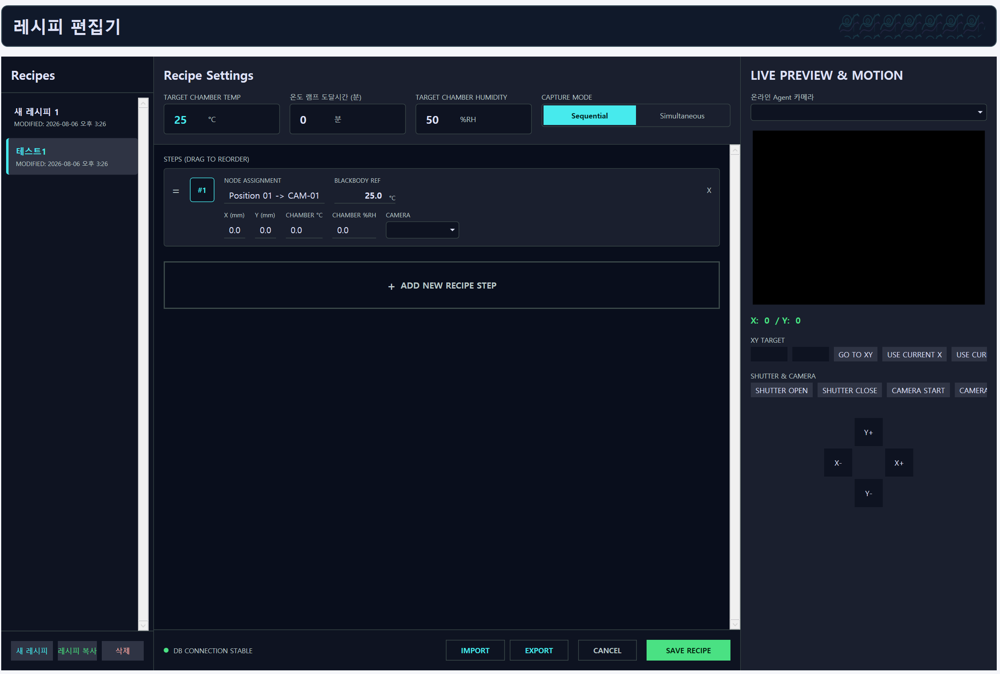 레시피 편집기
Recipes
새 레시피 1
MODIFIED: 2026-08-06 오후 3:26
테스트1
MODIFIED: 2026-08-06 오후 3:26
새 레시피
레시피 복사
삭제
Recipe Settings
TARGET CHAMBER TEMP
25 °C
온도 램프 도달시간 (분)
0 분
TARGET CHAMBER HUMIDITY
50 %RH
CAPTURE MODE
Sequential
Simultaneous
STEPS (DRAG TO REORDER)
=
#1
NODE ASSIGNMENT
Position 01 -> CAM-01
BLACKBODY REF
25.0 °C
X
X (mm)
0.0
Y (mm)
0.0
CHAMBER °C
0.0
CHAMBER %RH
0.0
CAMERA
+ ADD NEW RECIPE STEP
DB CONNECTION STABLE
IMPORT
EXPORT
CANCEL
SAVE RECIPE
LIVE PREVIEW & MOTION
온라인 Agent 카메라
X: 0 / Y: 0
XY TARGET
GO TO XY
USE CURRENT X
USE CUR
SHUTTER & CAMERA
SHUTTER OPEN
SHUTTER CLOSE
CAMERA START
CAMERA
Y+
X-
X+
Y-